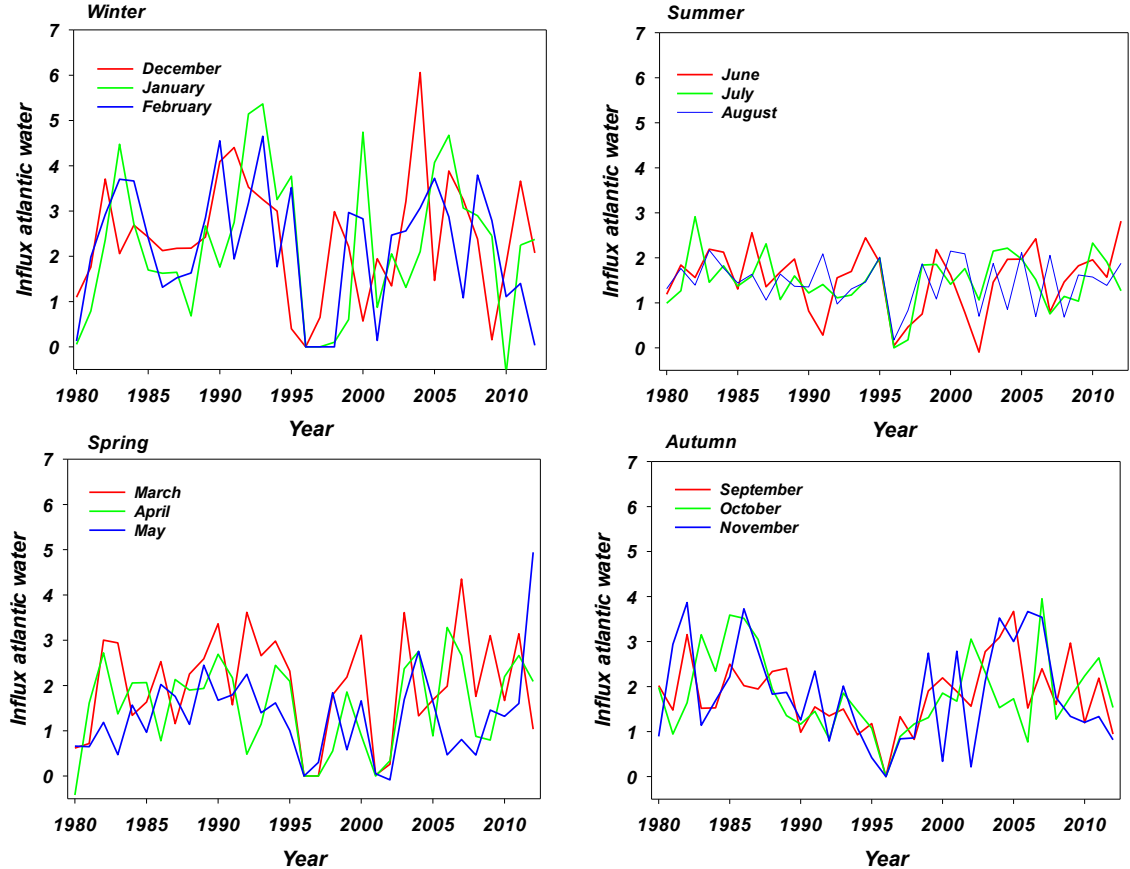 Winter
Influx atlantic water
7
6
5
4
3
2
1
0
December
January
February
1980 1985 1990 1995 2000 2005 2010
Year
Summer
Influx atlantic water
7
6
5
4
3
2
1
0
June
July
August
1980 1985 1990 1995 2000 2005 2010
Year
Spring
Influx atlantic water
7
6
5
4
3
2
1
0
March
April
May
1980 1985 1990 1995 2000 2005 2010
Year
Autumn
Influx atlantic water
7
6
5
4
3
2
1
0
September
October
November
1980 1985 1990 1995 2000 2005 2010
Year